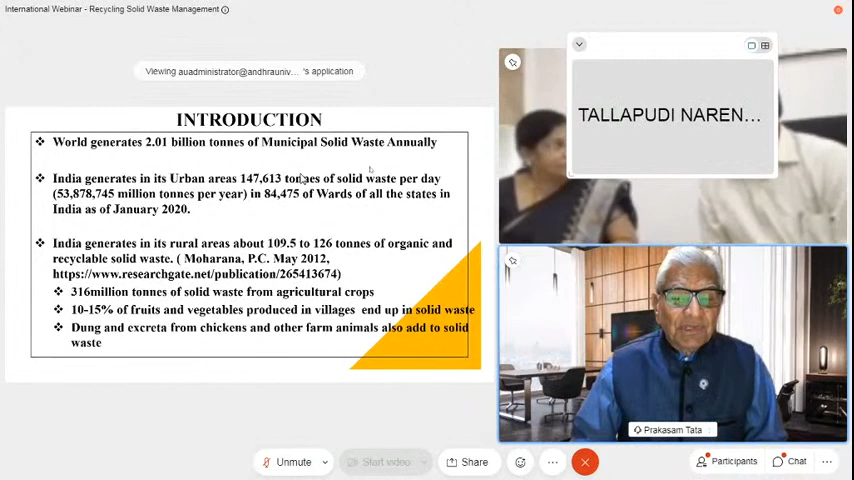 International Webinar - Recycling Solid Waste Management
Viewing auadministrator@andhrauniv... 's application
INTRODUCTION
❖ World generates 2.01 billion tonnes of Municipal Solid Waste Annually
❖ India generates in its Urban areas 147,613 tonnes of solid waste per day
(53,878,745 million tonnes per year) in 84,475 of Wards of all the states in
India as of January 2020.
❖ India generates in its rural areas about 109.5 to 126 tonnes of organic and
recyclable solid waste. ( Moharana, P.C. May 2012,
https://www.researchgate.net/publication/265413674)
❖ 316million tonnes of solid waste from agricultural crops
❖ 10-15% of fruits and vegetables produced in villages end up in solid waste
❖ Dung and excreta from chickens and other farm animals also add to solid
waste
TALLAPUDI NAREN...
Prakasam Tata
Unmute
Start video
Share
Participants
Chat